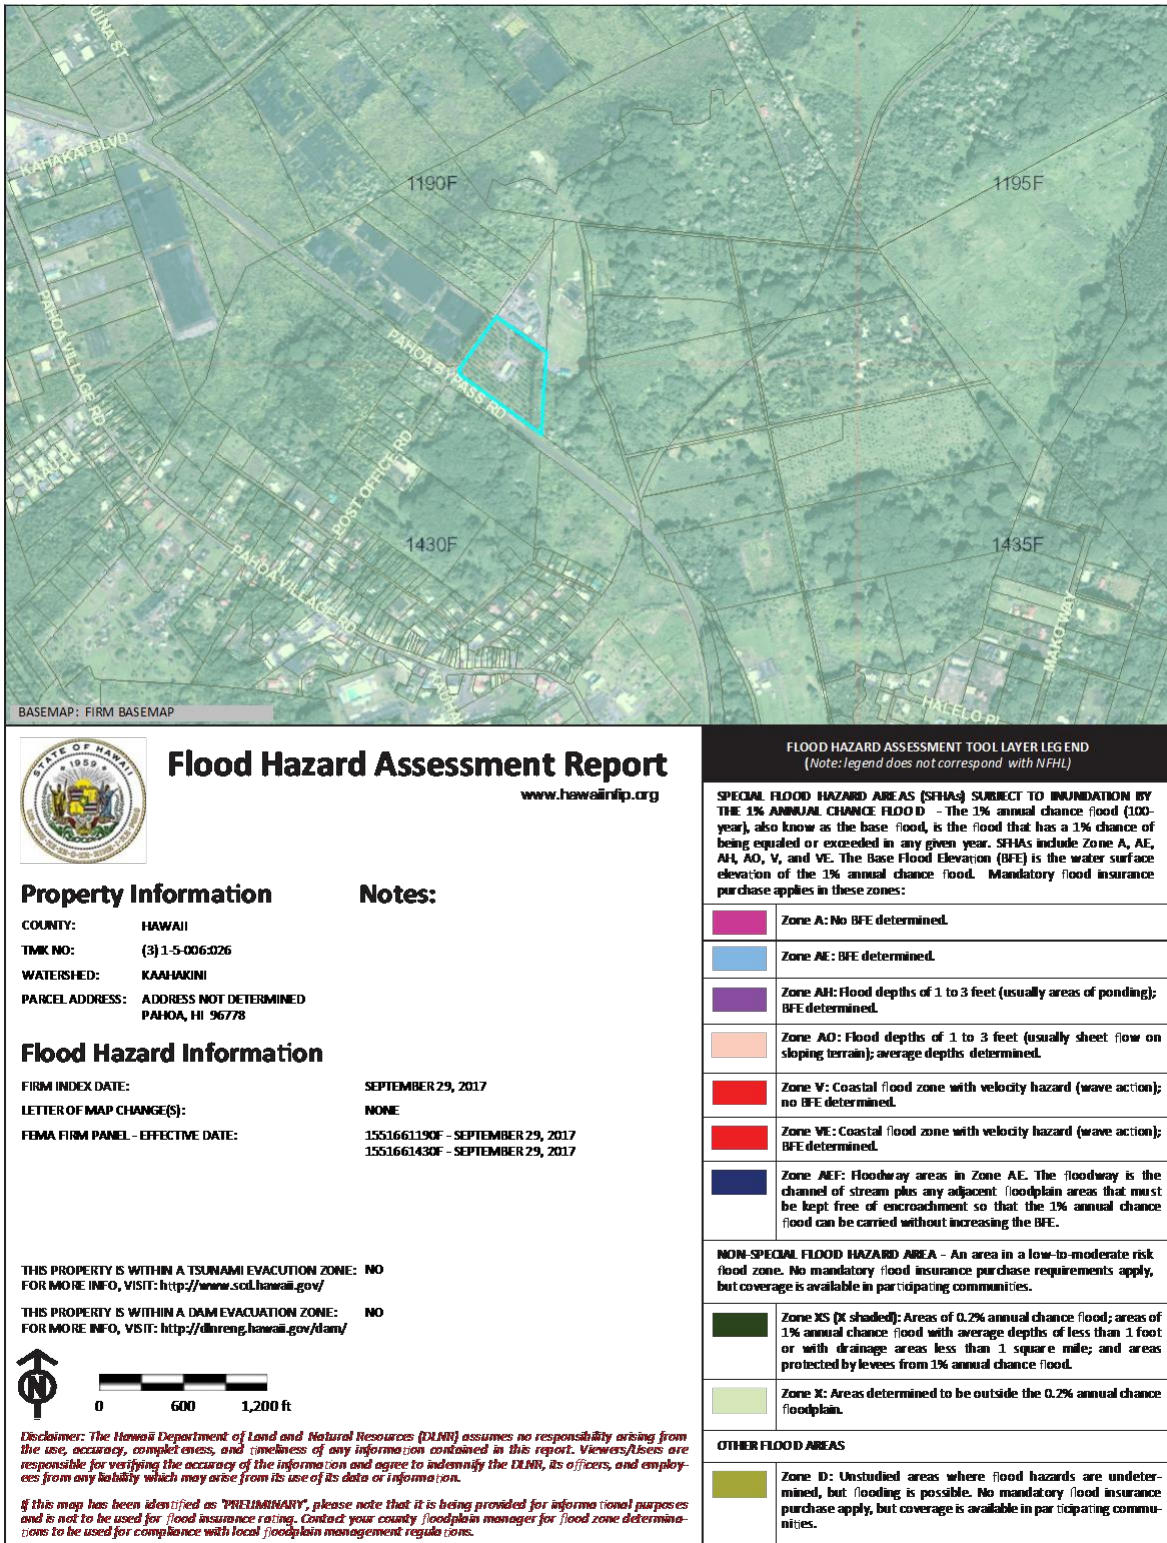 QUINA ST
KAHAKAI BLVD
1190F
1195F
PAHOA VILLAGE RD
PAHOA BYPASS RD
POST OFFICE RD
1430F
1435F
PAHOA VILLAGE RD
MAKO WAY
HALELO PL
BASEMAP: FIRM BASEMAP
STATE OF HAWAII
1959
Flood Hazard Assessment Report
www.hawaiinfip.org
Property Information
Notes:
COUNTY: HAWAII
TMK NO: (3) 1-5-006:026
WATERSHED: KAAHAKINI
PARCEL ADDRESS: ADDRESS NOT DETERMINED
PAHOA, HI 96778
Flood Hazard Information
FIRM INDEX DATE: SEPTEMBER 29, 2017
LETTER OF MAP CHANGE(S): NONE
FEMA FIRM PANEL - EFFECTIVE DATE: 1551661190F - SEPTEMBER 29, 2017
1551661430F - SEPTEMBER 29, 2017
THIS PROPERTY IS WITHIN A TSUNAMI EVACUATION ZONE: NO
FOR MORE INFO, VISIT: http://www.scd.hawaii.gov/
THIS PROPERTY IS WITHIN A DAM EVACUATION ZONE: NO
FOR MORE INFO, VISIT: http://dlnreng.hawaii.gov/dam/
N
0 600 1,200 ft
Disclaimer: The Hawaii Department of Land and Natural Resources (DLNR) assumes no responsibility arising from
the use, accuracy, completeness, and timeliness of any information contained in this report. Viewers/Users are
responsible for verifying the accuracy of the information and agree to indemnify the DLNR, its officers, and employ-
ees from any liability which may arise from its use of its data or information.
If this map has been identified as 'PRELIMINARY', please note that it is being provided for informational purposes
and is not to be used for flood insurance rating. Contact your county floodplain manager for flood zone determina-
tions to be used for compliance with local floodplain management regulations.
FLOOD HAZARD ASSESSMENT TOOL LAYER LEGEND
(Note: legend does not correspond with NFHL)
SPECIAL FLOOD HAZARD AREAS (SFHAs) SUBJECT TO INUNDATION BY
THE 1% ANNUAL CHANCE FLOOD - The 1% annual chance flood (100-
year), also know as the base flood, is the flood that has a 1% chance of
being equaled or exceeded in any given year. SFHAs include Zone A, AE,
AH, AO, V, and VE. The Base Flood Elevation (BFE) is the water surface
elevation of the 1% annual chance flood. Mandatory flood insurance
purchase applies in these zones:
Zone A: No BFE determined.
Zone AE: BFE determined.
Zone AH: Flood depths of 1 to 3 feet (usually areas of ponding);
BFE determined.
Zone AO: Flood depths of 1 to 3 feet (usually sheet flow on
sloping terrain); average depths determined.
Zone V: Coastal flood zone with velocity hazard (wave action);
no BFE determined.
Zone VE: Coastal flood zone with velocity hazard (wave action);
BFE determined.
Zone AEF: Floodway areas in Zone AE. The floodway is the
channel of stream plus any adjacent floodplain areas that must
be kept free of encroachment so that the 1% annual chance
flood can be carried without increasing the BFE.
NON-SPECIAL FLOOD HAZARD AREA - An area in a low-to-moderate risk
flood zone. No mandatory flood insurance purchase requirements apply,
but coverage is available in participating communities.
Zone XS (X shaded): Areas of 0.2% annual chance flood; areas of
1% annual chance flood with average depths of less than 1 foot
or with drainage areas less than 1 square mile; and areas
protected by levees from 1% annual chance flood.
Zone X: Areas determined to be outside the 0.2% annual chance
floodplain.
OTHER FLOOD AREAS
Zone D: Unstudied areas where flood hazards are undeter-
mined, but flooding is possible. No mandatory flood insurance
purchase apply, but coverage is available in participating commu-
nities.